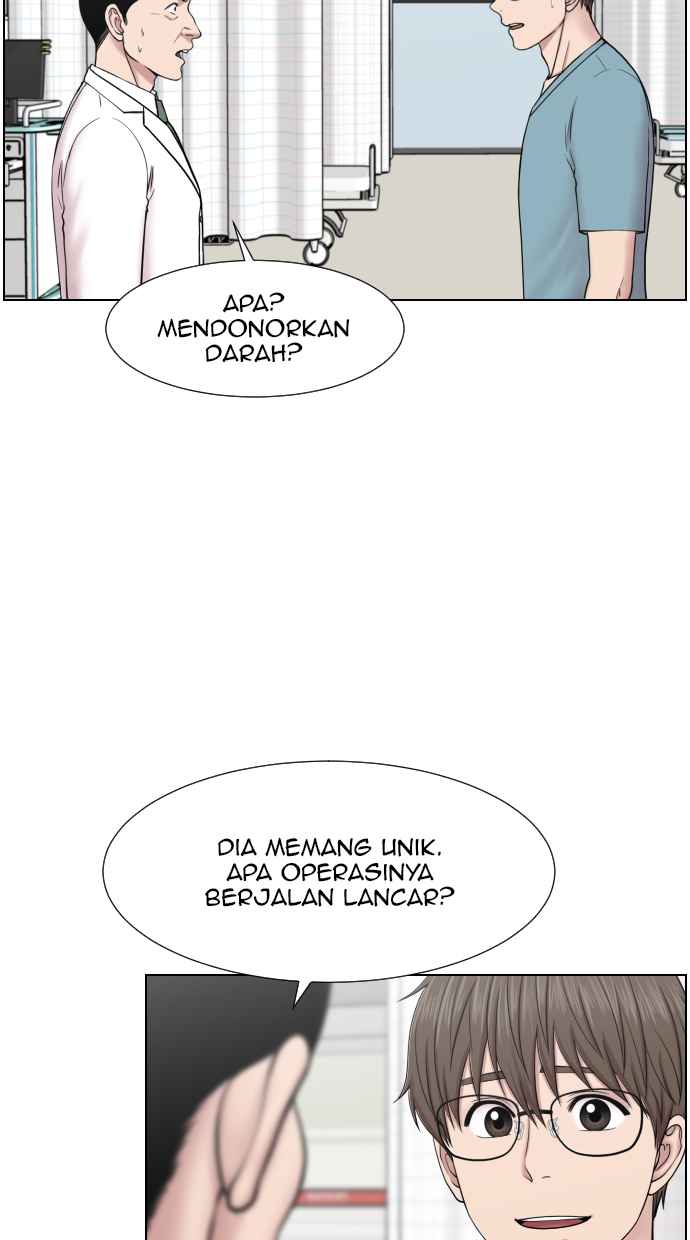 APA?
MENDONORKAN
DARAH?
DIA MEMANG UNIK.
APA OPERASINYA
BERJALAN LANCAR?